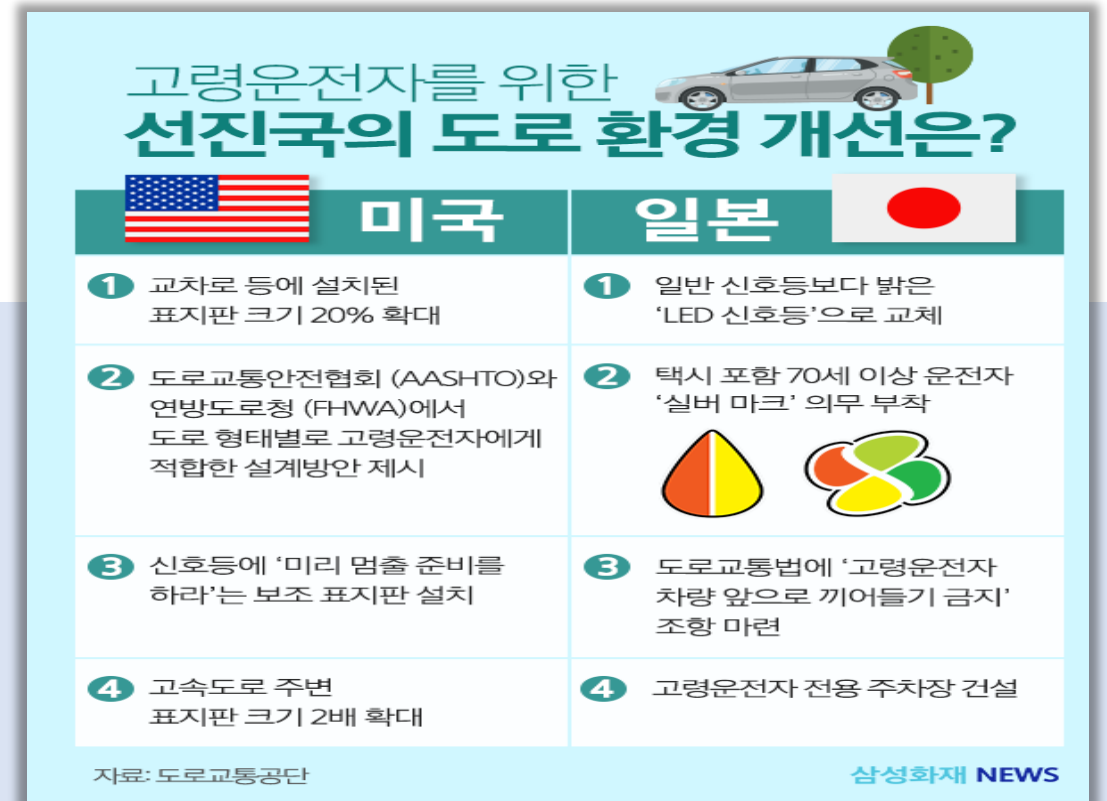 고령운전자를 위한
선진국의 도로 환경 개선은?
미국
1 교차로 등에 설치된
표지판 크기 20% 확대
2 도로교통안전협회 (AASHTO)와
연방도로청 (FHWA)에서
도로 형태별로 고령운전자에게
적합한 설계방안 제시
3 신호등에 ‘미리 멈출 준비를
하라’는 보조 표지판 설치
4 고속도로 주변
표지판 크기 2배 확대
일본
1 일반 신호등보다 밝은
‘LED 신호등’으로 교체
2 택시 포함 70세 이상 운전자
‘실버 마크’ 의무 부착
3 도로교통법에 ‘고령운전자
차량 앞으로 끼어들기 금지’
조항 마련
4 고령운전자 전용 주차장 건설
자료: 도로교통공단
삼성화재 NEWS